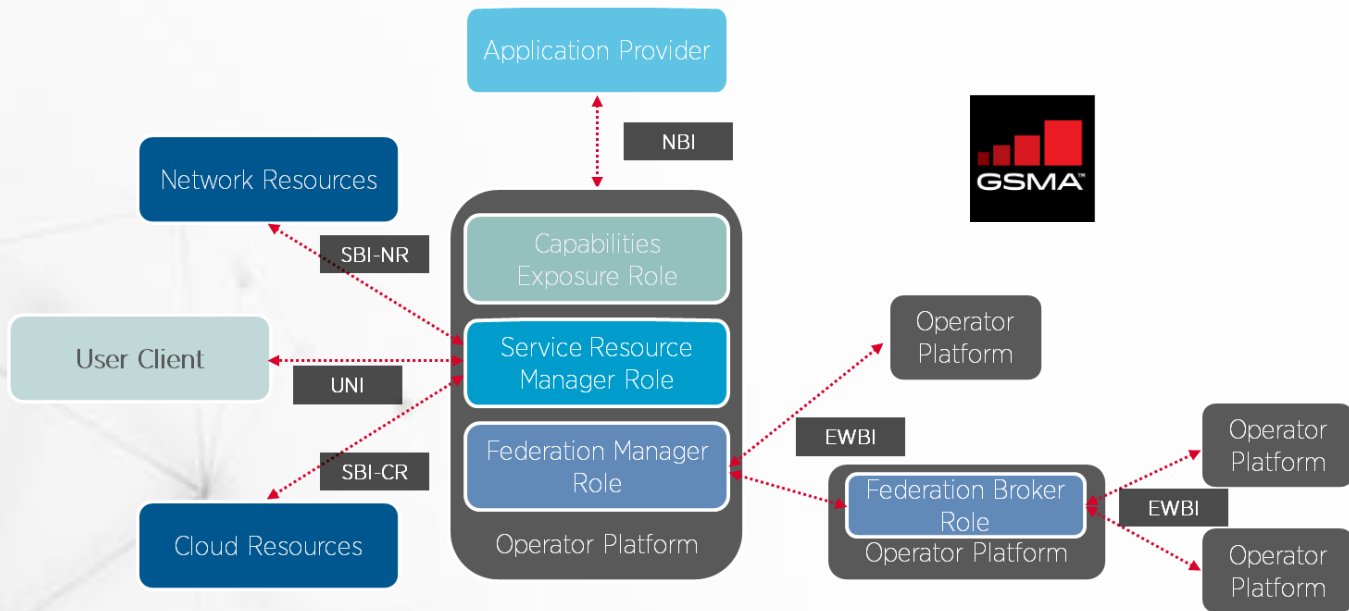 Application Provider
NBI
GSMA™
Network Resources
SBI-NR
Capabilities
Exposure Role
User Client
UNI
Service Resource
Manager Role
Operator
Platform
SBI-CR
Federation Manager
Role
EWBI
Operator
Platform
Cloud Resources
Operator Platform
Federation Broker
Role
Operator Platform
EWBI
Operator
Platform